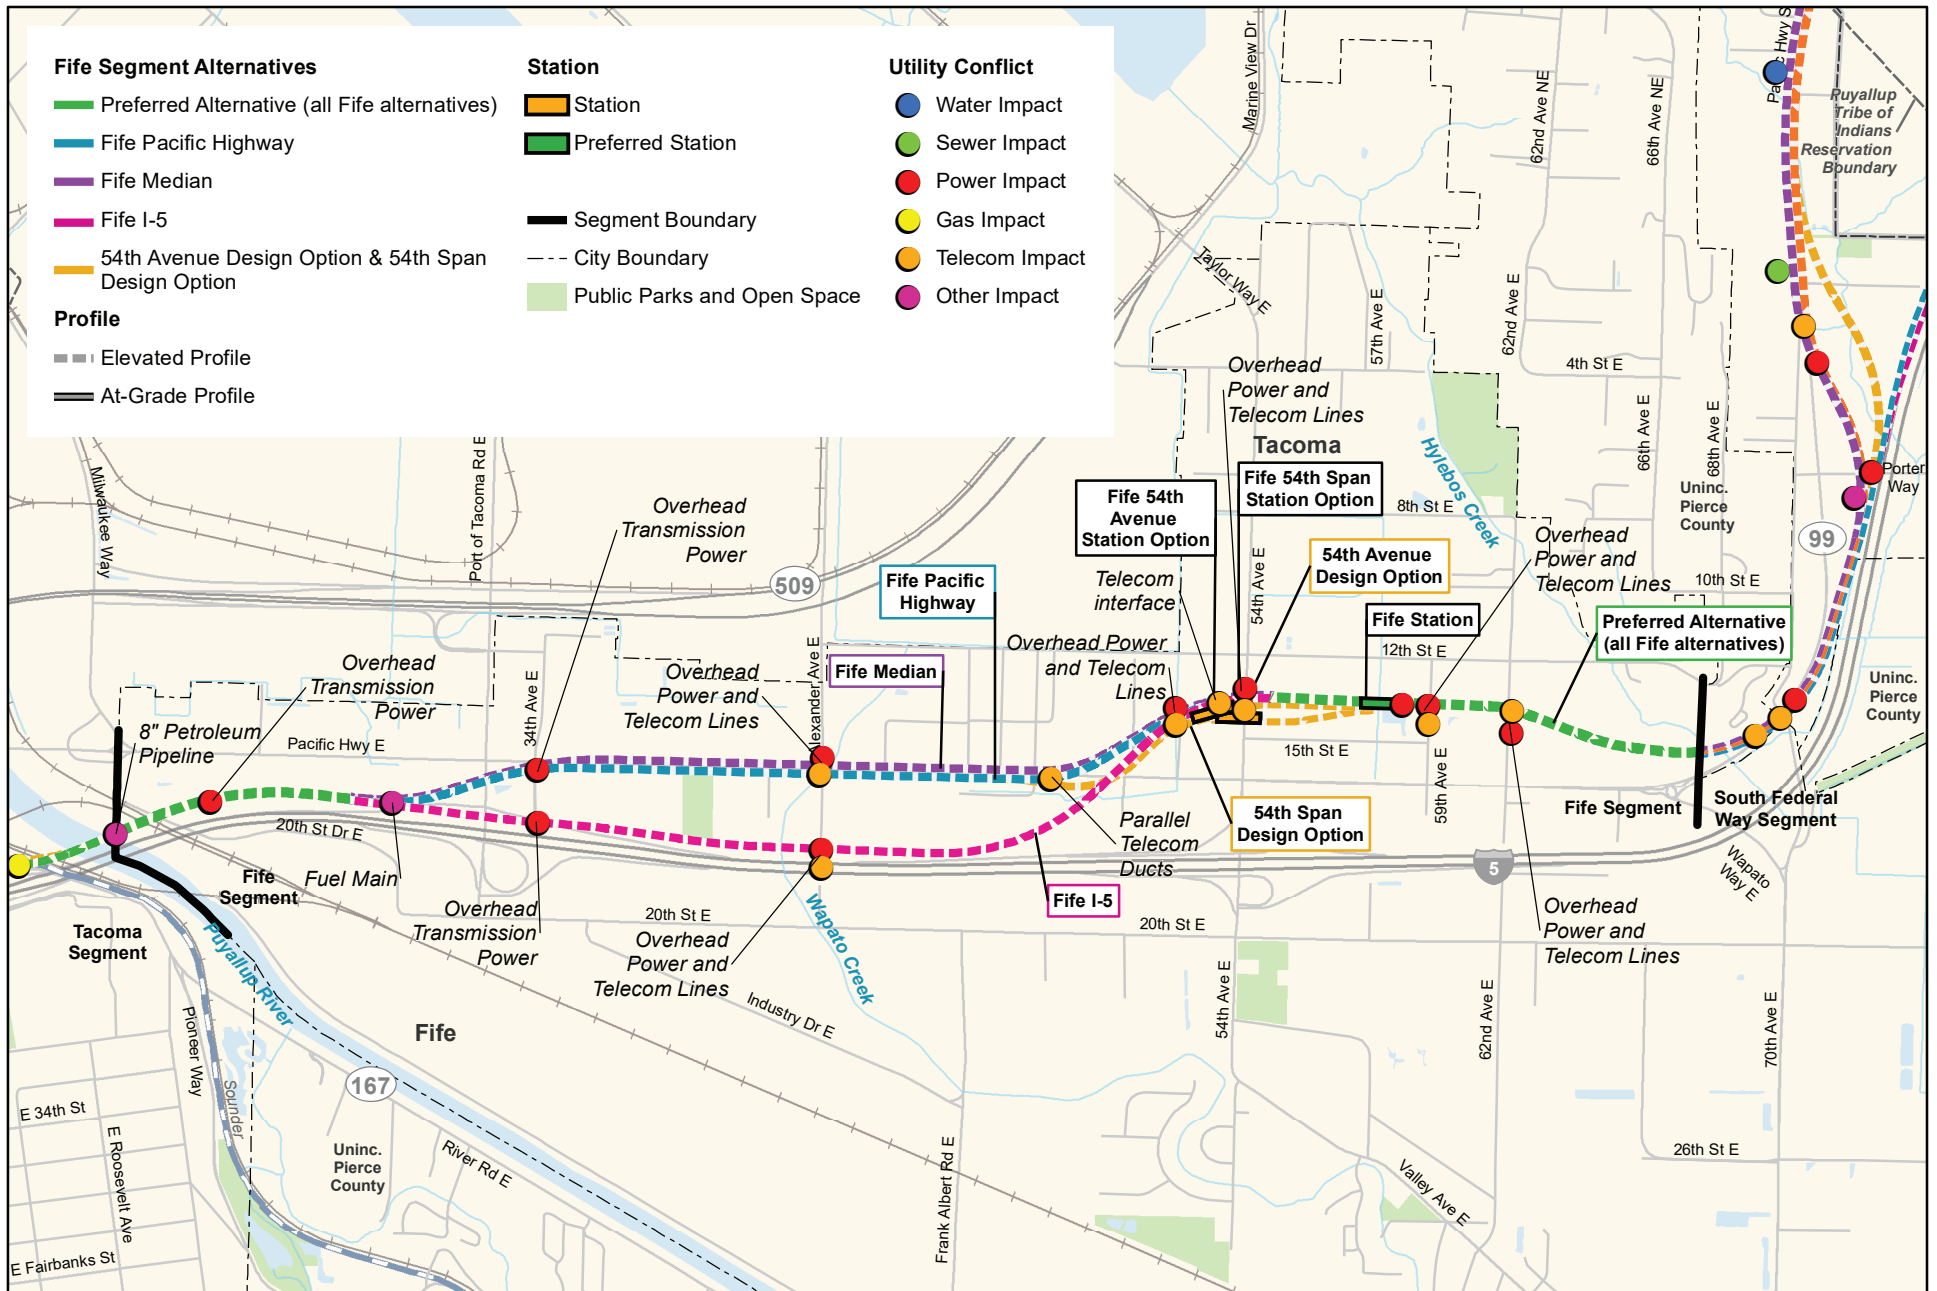 Fife Segment Alternatives
Preferred Alternative (all Fife alternatives)
Fife Pacific Highway
Fife Median
Fife I-5
54th Avenue Design Option & 54th Span
Design Option
Profile
Elevated Profile
At-Grade Profile
Station
Station
Preferred Station
Segment Boundary
City Boundary
Public Parks and Open Space
Utility Conflict
Water Impact
Sewer Impact
Power Impact
Gas Impact
Telecom Impact
Other Impact
Marine View Dr
62nd Ave NE
66th Ave NE
Puyallup
Tribe of
Indians
Reservation
Boundary
Taylor Way E
57th Ave E
62nd Ave E
4th St E
66th Ave E
68th Ave E
Overhead
Power and
Telecom Lines
Tacoma
Hylebos Creek
Milwaukee Way
Port of Tacoma Rd E
Overhead
Transmission
Power
Fife 54th
Avenue
Station Option
Fife 54th Span
Station Option
8th St E
Uninc.
Pierce
County
Porter
Way
99
54th Ave E
54th Avenue
Design Option
Overhead
Power and
Telecom Lines
10th St E
509
Fife Pacific
Highway
Telecom
interface
Fife Station
Preferred Alternative
(all Fife alternatives)
12th St E
Overhead Power
and Telecom
Lines
Overhead
Transmission
Power
34th Ave E
Overhead
Power and
Telecom Lines
Alexander Ave E
Fife Median
Uninc.
Pierce
County
8" Petroleum
Pipeline
Pacific Hwy E
15th St E
59th Ave E
Fife Segment
South Federal
Way Segment
20th St Dr E
54th Span
Design Option
Parallel
Telecom
Ducts
Wapato
Way E
5
Fife
Segment
Fuel Main
Fife I-5
Tacoma
Segment
Puyallup River
Overhead
Transmission
Power
20th St E
Overhead
Power and
Telecom Lines
Wapato Creek
20th St E
Overhead
Power and
Telecom Lines
Industry Dr E
54th Ave E
62nd Ave E
70th Ave E
Fife
Pioneer Way
Sounder
167
E 34th St
E Roosevelt Ave
Uninc.
Pierce
County
River Rd E
Frank Albert Rd E
Valley Ave E
26th St E
E Fairbanks St